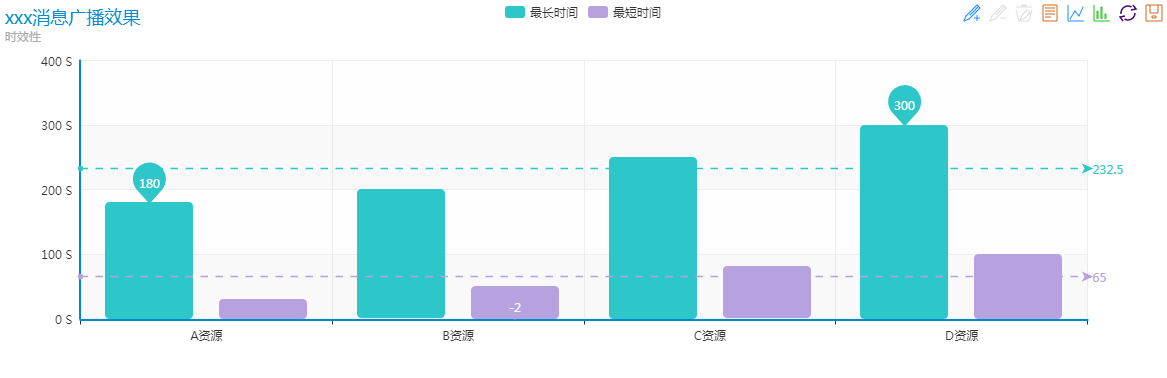 xxx消息广播效果
时效性
最长时间 最短时间
400 S
300 S
200 S
100 S
0 S
180
300
232.5
65
-2
A资源 B资源 C资源 D资源